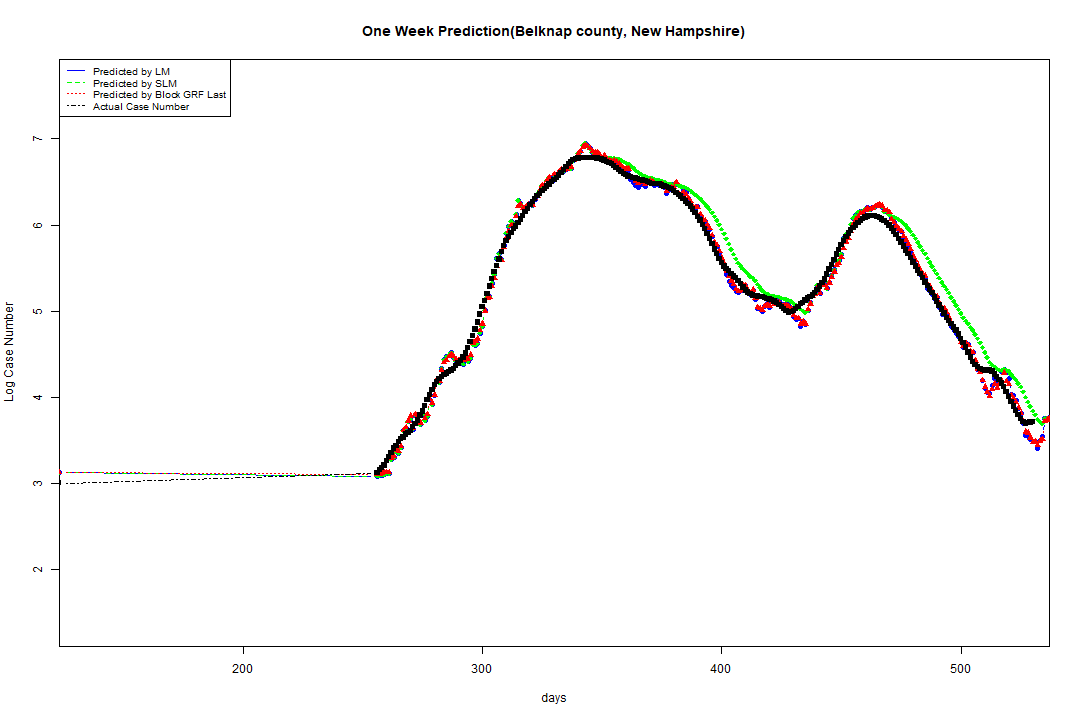 One Week Prediction(Belknap county, New Hampshire)
Predicted by LM
Predicted by SLM
Predicted by Block GRF Last
Actual Case Number
7
6
5
4
3
2
Log Case Number
200 300 400 500
days